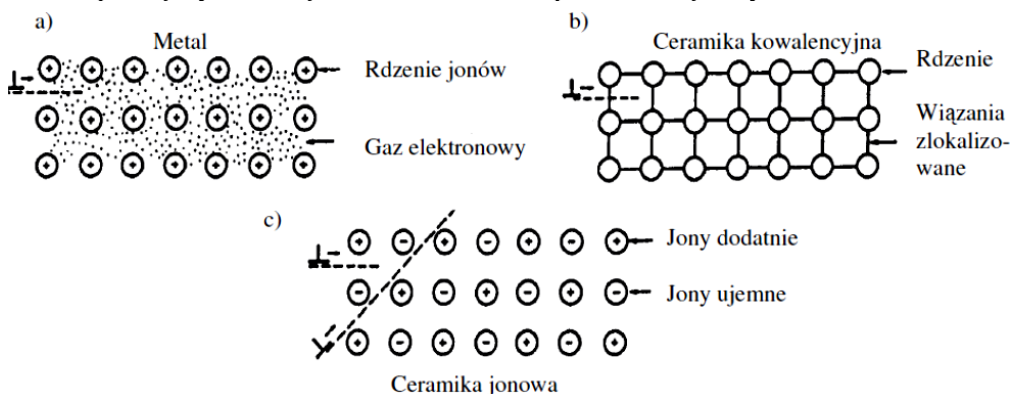 a)
Metal
Rdzenie jonów
Gaz elektronowy
b)
Ceramika kowalencyjna
Rdzenie
Wiązania
zlokalizo-
wane
c)
Jony dodatnie
Jony ujemne
Ceramika jonowa